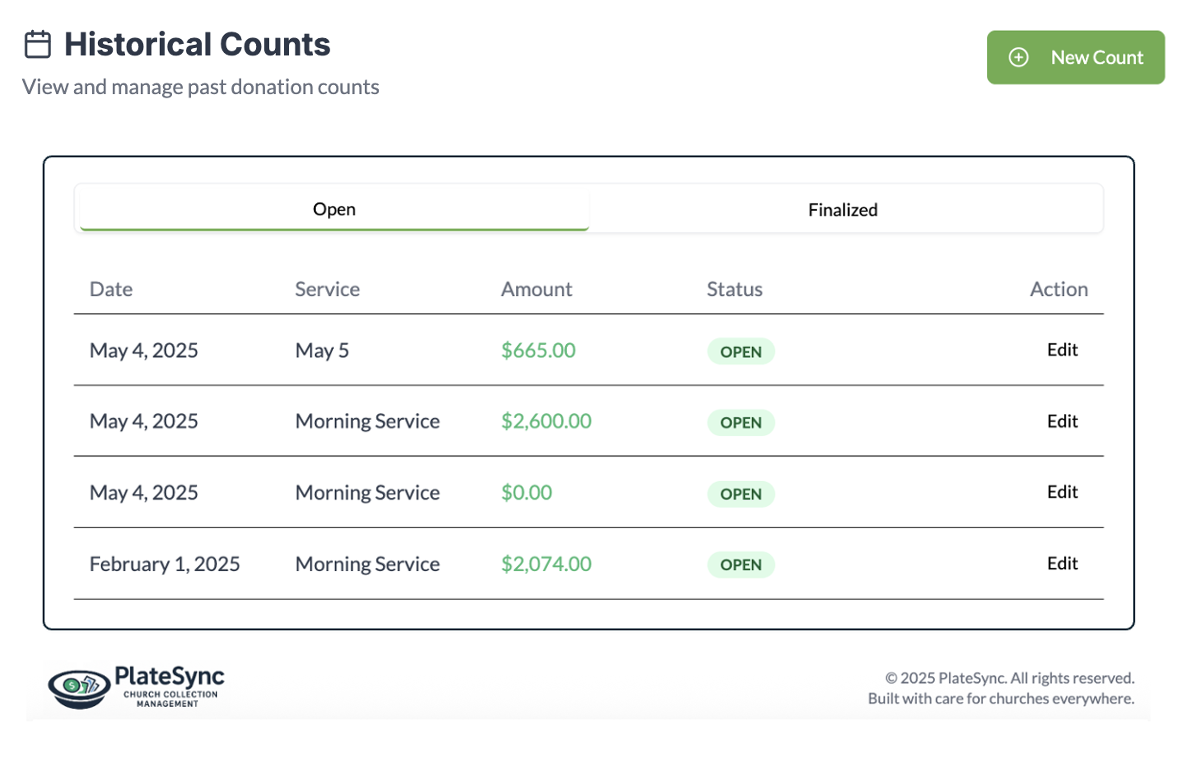 Historical Counts
New Count
View and manage past donation counts
Open Finalized
Date Service Amount Status Action
May 4, 2025 May 5 $665.00 OPEN Edit
May 4, 2025 Morning Service $2,600.00 OPEN Edit
May 4, 2025 Morning Service $0.00 OPEN Edit
February 1, 2025 Morning Service $2,074.00 OPEN Edit
PlateSync
CHURCH COLLECTION
MANAGEMENT
© 2025 PlateSync. All rights reserved.
Built with care for churches everywhere.